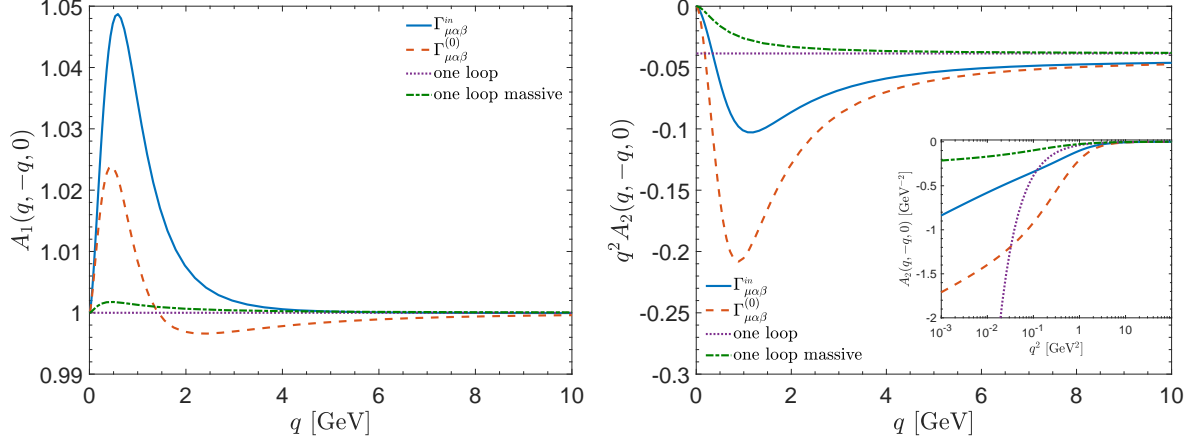 1.05
1.04
1.03
1.02
1.01
1
0.99
A₁(q, −q, 0)
Γⁱⁿ_μαβ
Γ⁽⁰⁾_μαβ
one loop
one loop massive
0 2 4 6 8 10
q [GeV]
0
-0.05
-0.1
-0.15
-0.2
-0.25
-0.3
q² A₂(q, −q, 0)
Γⁱⁿ_μαβ
Γ⁽⁰⁾_μαβ
one loop
one loop massive
0 2 4 6 8 10
q [GeV]
0
-0.5
-1
-1.5
-2
A₂(q, −q, 0) [GeV⁻²]
10⁻³ 10⁻² 10⁻¹ 1 10
q² [GeV²]